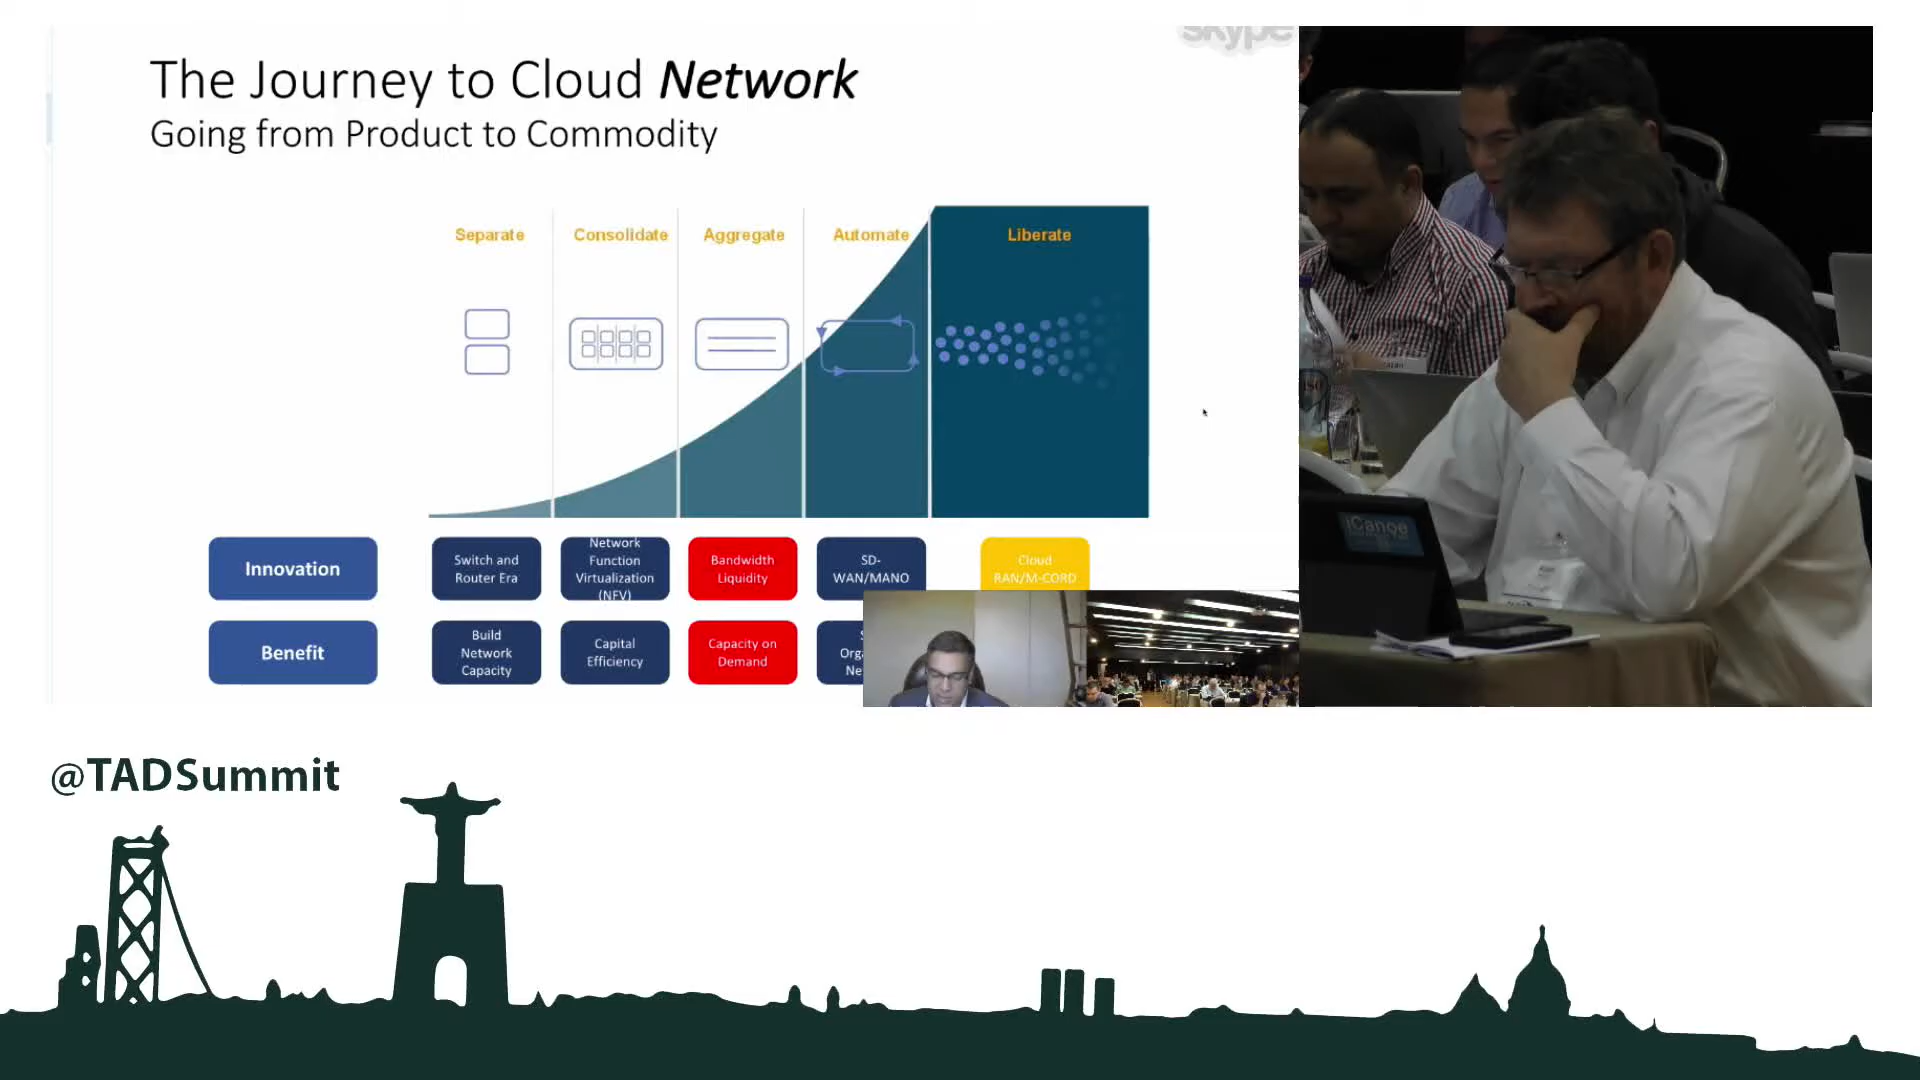 skype
The Journey to Cloud Network
Going from Product to Commodity
Separate
Consolidate
Aggregate
Automate
Liberate
Innovation
Switch and
Router Era
Network
Function
Virtualization
(NFV)
Bandwidth
Liquidity
SD-
WAN/MANO
Cloud
RAN/M-CORD
Benefit
Build
Network
Capacity
Capital
Efficiency
Capacity on
Demand
iCanoe
@TADSummit